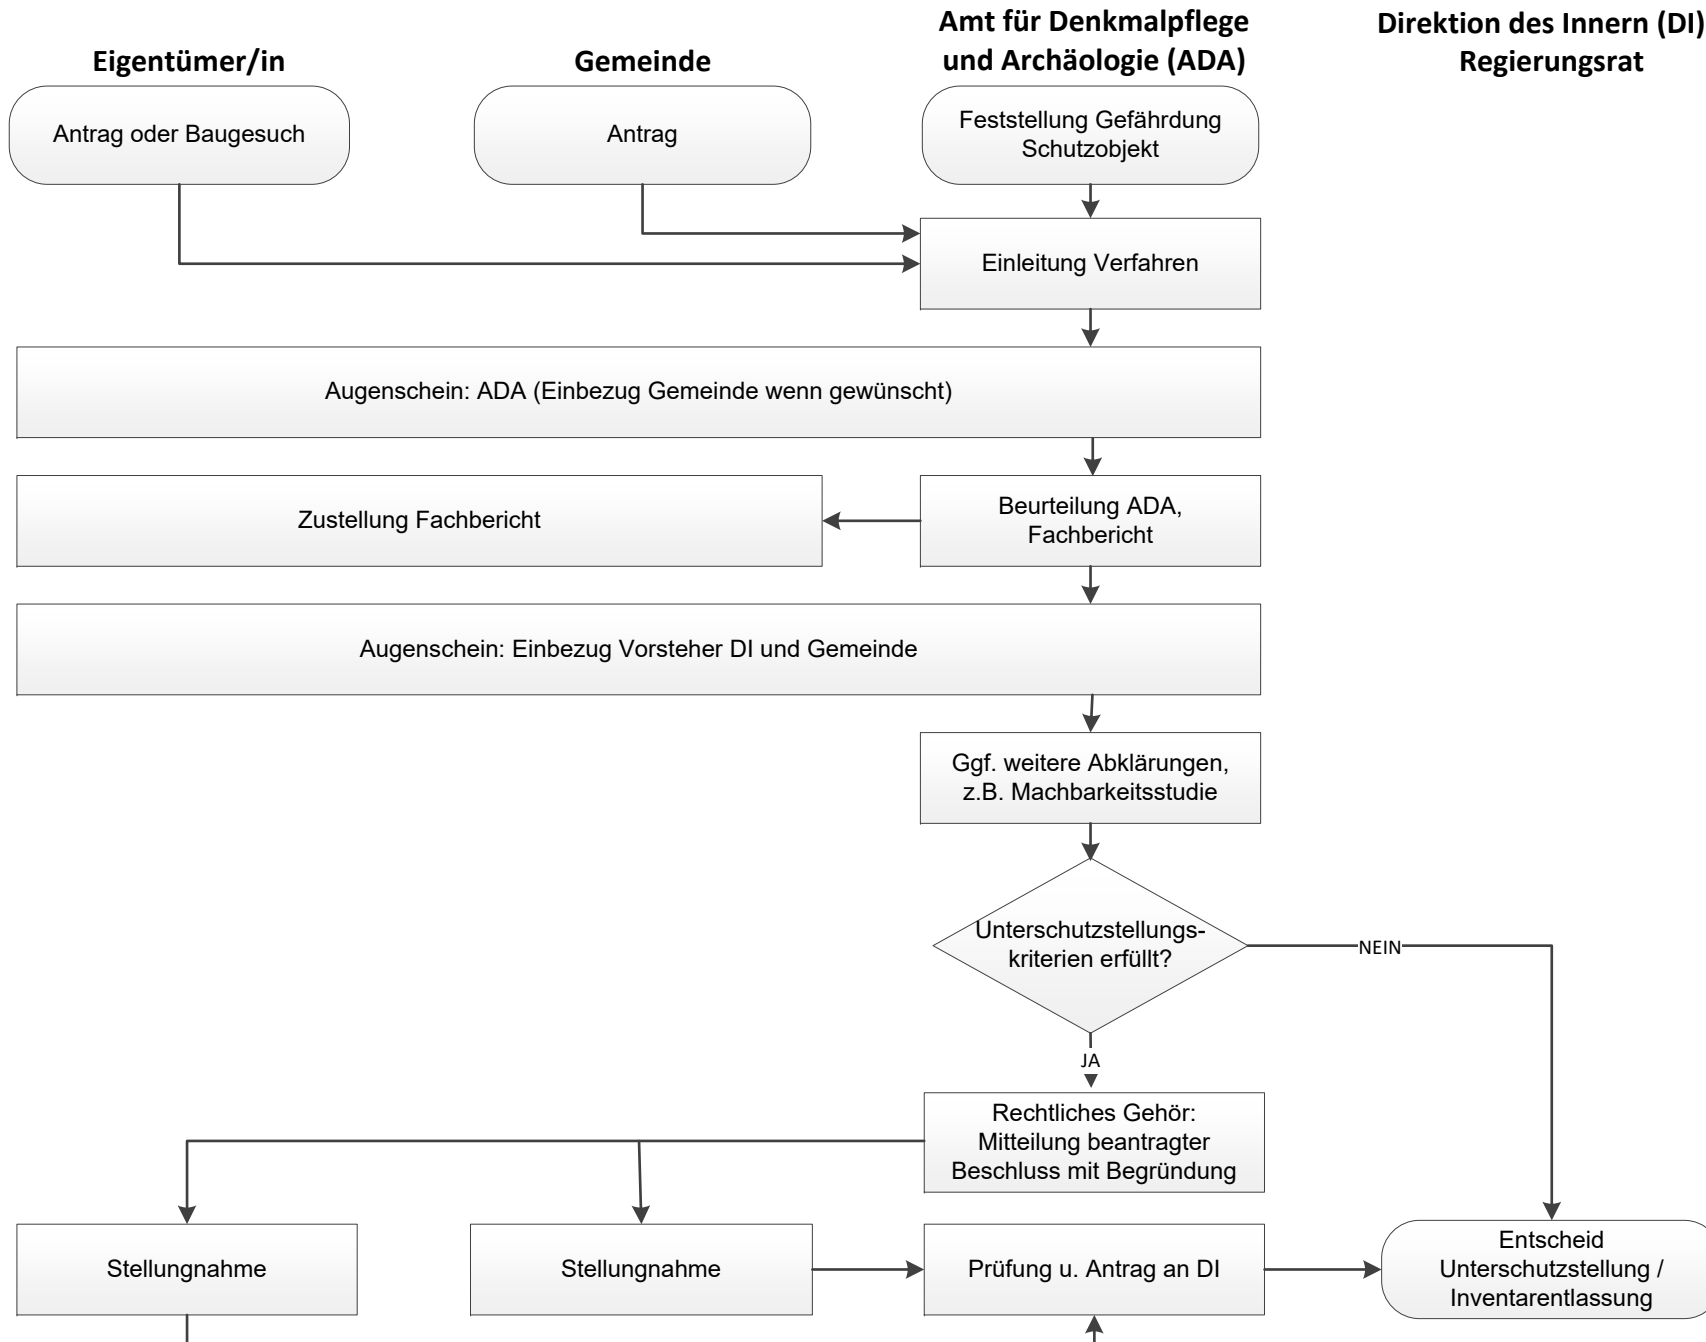 Eigentümer/in
Gemeinde
Amt für Denkmalpflege
und Archäologie (ADA)
Direktion des Innern (DI)
Regierungsrat
Antrag oder Baugesuch
Antrag
Feststellung Gefährdung
Schutzobjekt
Einleitung Verfahren
Augenschein: ADA (Einbezug Gemeinde wenn gewünscht)
Zustellung Fachbericht
Beurteilung ADA,
Fachbericht
Augenschein: Einbezug Vorsteher DI und Gemeinde
Ggf. weitere Abklärungen,
z.B. Machbarkeitsstudie
Unterschutzstellungs-
kriterien erfüllt?
NEIN
JA
Rechtliches Gehör:
Mitteilung beantragter
Beschluss mit Begründung
Stellungnahme
Stellungnahme
Prüfung u. Antrag an DI
Entscheid
Unterschutzstellung /
Inventarentlassung